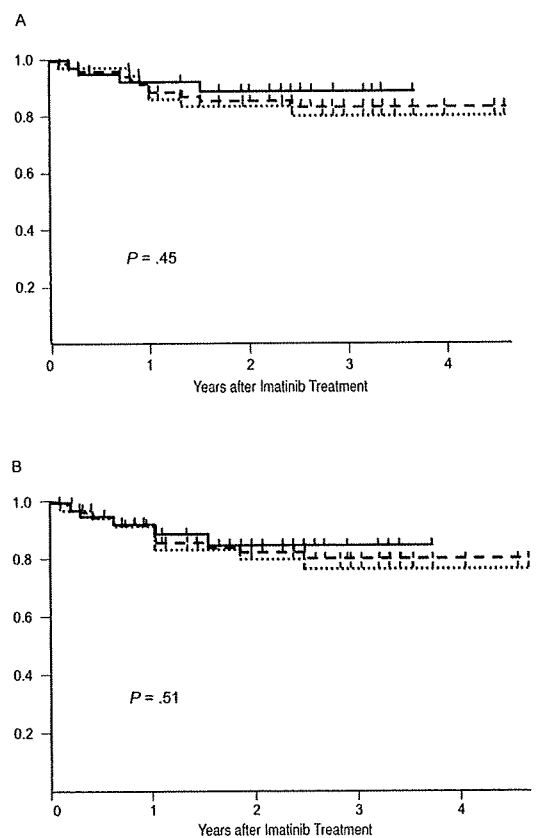 A
1.0
0.8
0.6
0.4
0.2
P = .45
0 1 2 3 4
Years after Imatinib Treatment
B
1.0
0.8
0.6
0.4
0.2
P = .51
0 1 2 3 4
Years after Imatinib Treatment